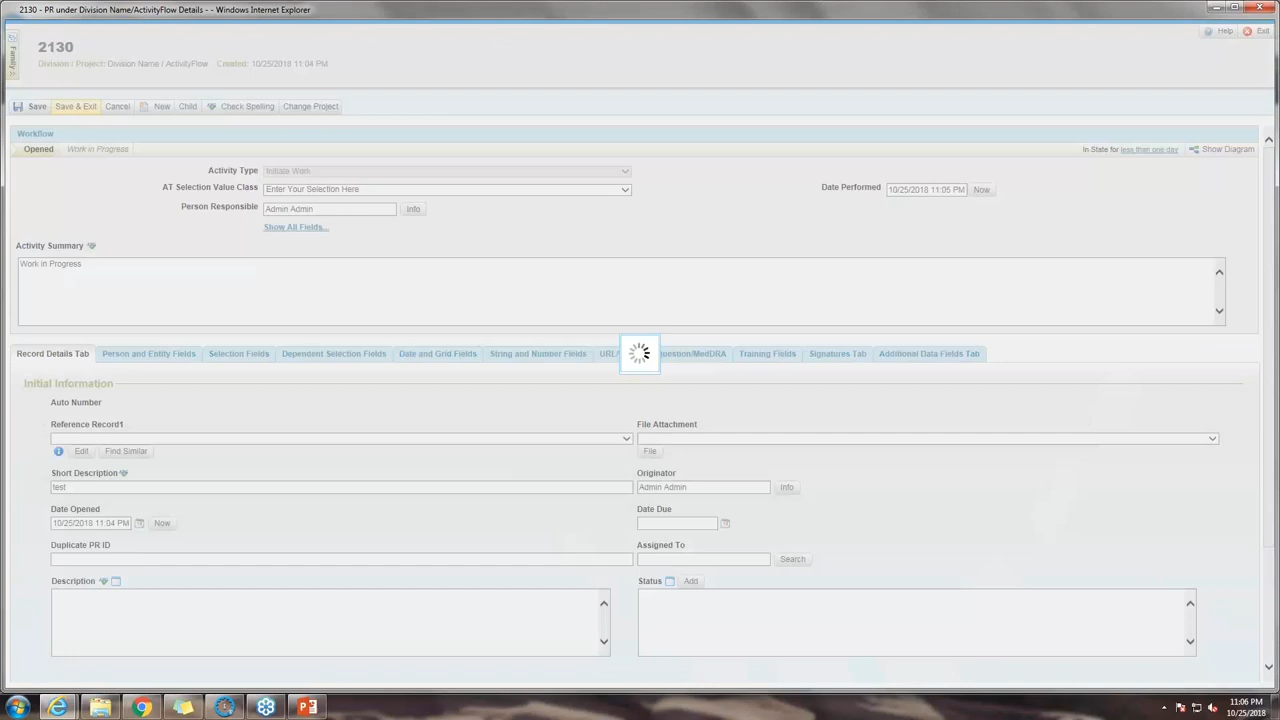 2130 - PR under Division Name/ActivityFlow Details - - Windows Internet Explorer
Help Exit
Family
2130
Division / Project: Division Name / ActivityFlow Created: 10/25/2018 11:04 PM
Save Save & Exit Cancel New Child Check Spelling Change Project
Workflow
Opened Work in Progress In State for less than one day Show Diagram
Activity Type Initiate Work
AT Selection Value Class Enter Your Selection Here Date Performed 10/25/2018 11:05 PM Now
Person Responsible Admin Admin Info
Show All Fields...
Activity Summary
Work in Progress
Record Details Tab Person and Entity Fields Selection Fields Dependent Selection Fields Date and Grid Fields String and Number Fields URL/ uestion/MedDRA Training Fields Signatures Tab Additional Data Fields Tab
Initial Information
Auto Number
Reference Record1 File Attachment
Edit Find Similar File
Short Description Originator
test Admin Admin Info
Date Opened Date Due
10/25/2018 11:04 PM Now
Duplicate PR ID Assigned To
Search
Description Status Add
11:06 PM
10/25/2018